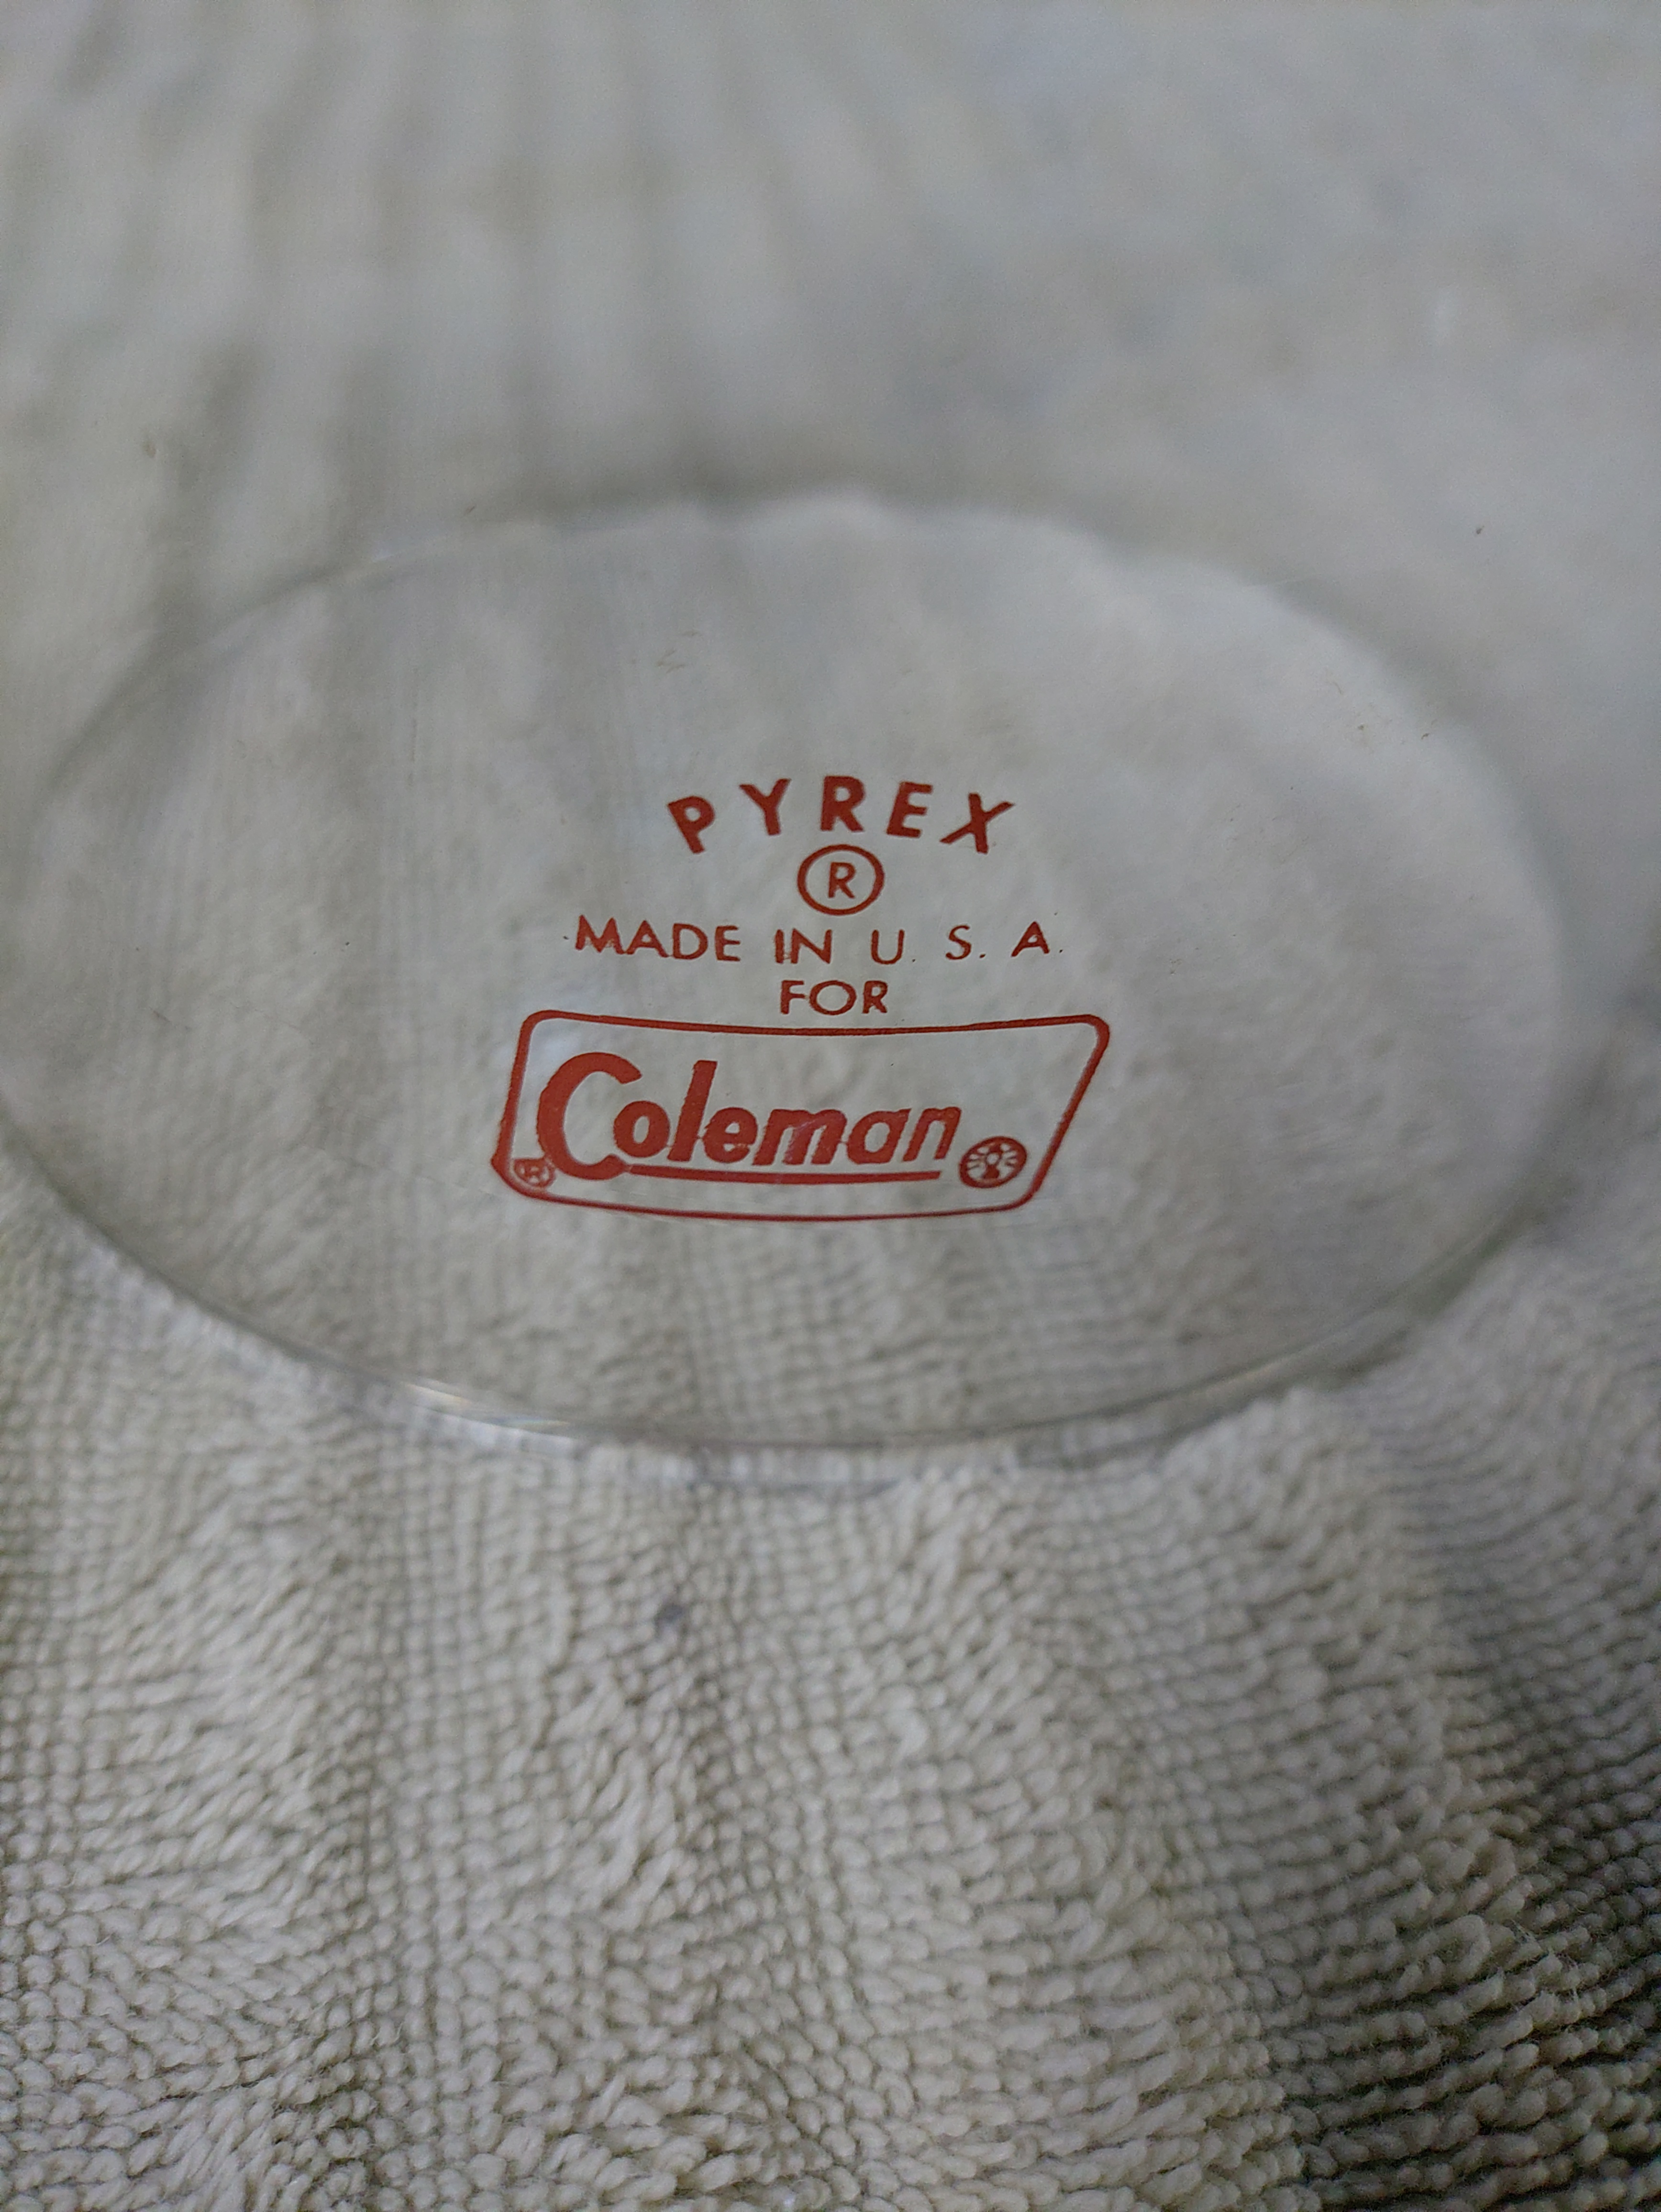 PYREX
®
MADE IN U. S. A.
FOR
Coleman
®